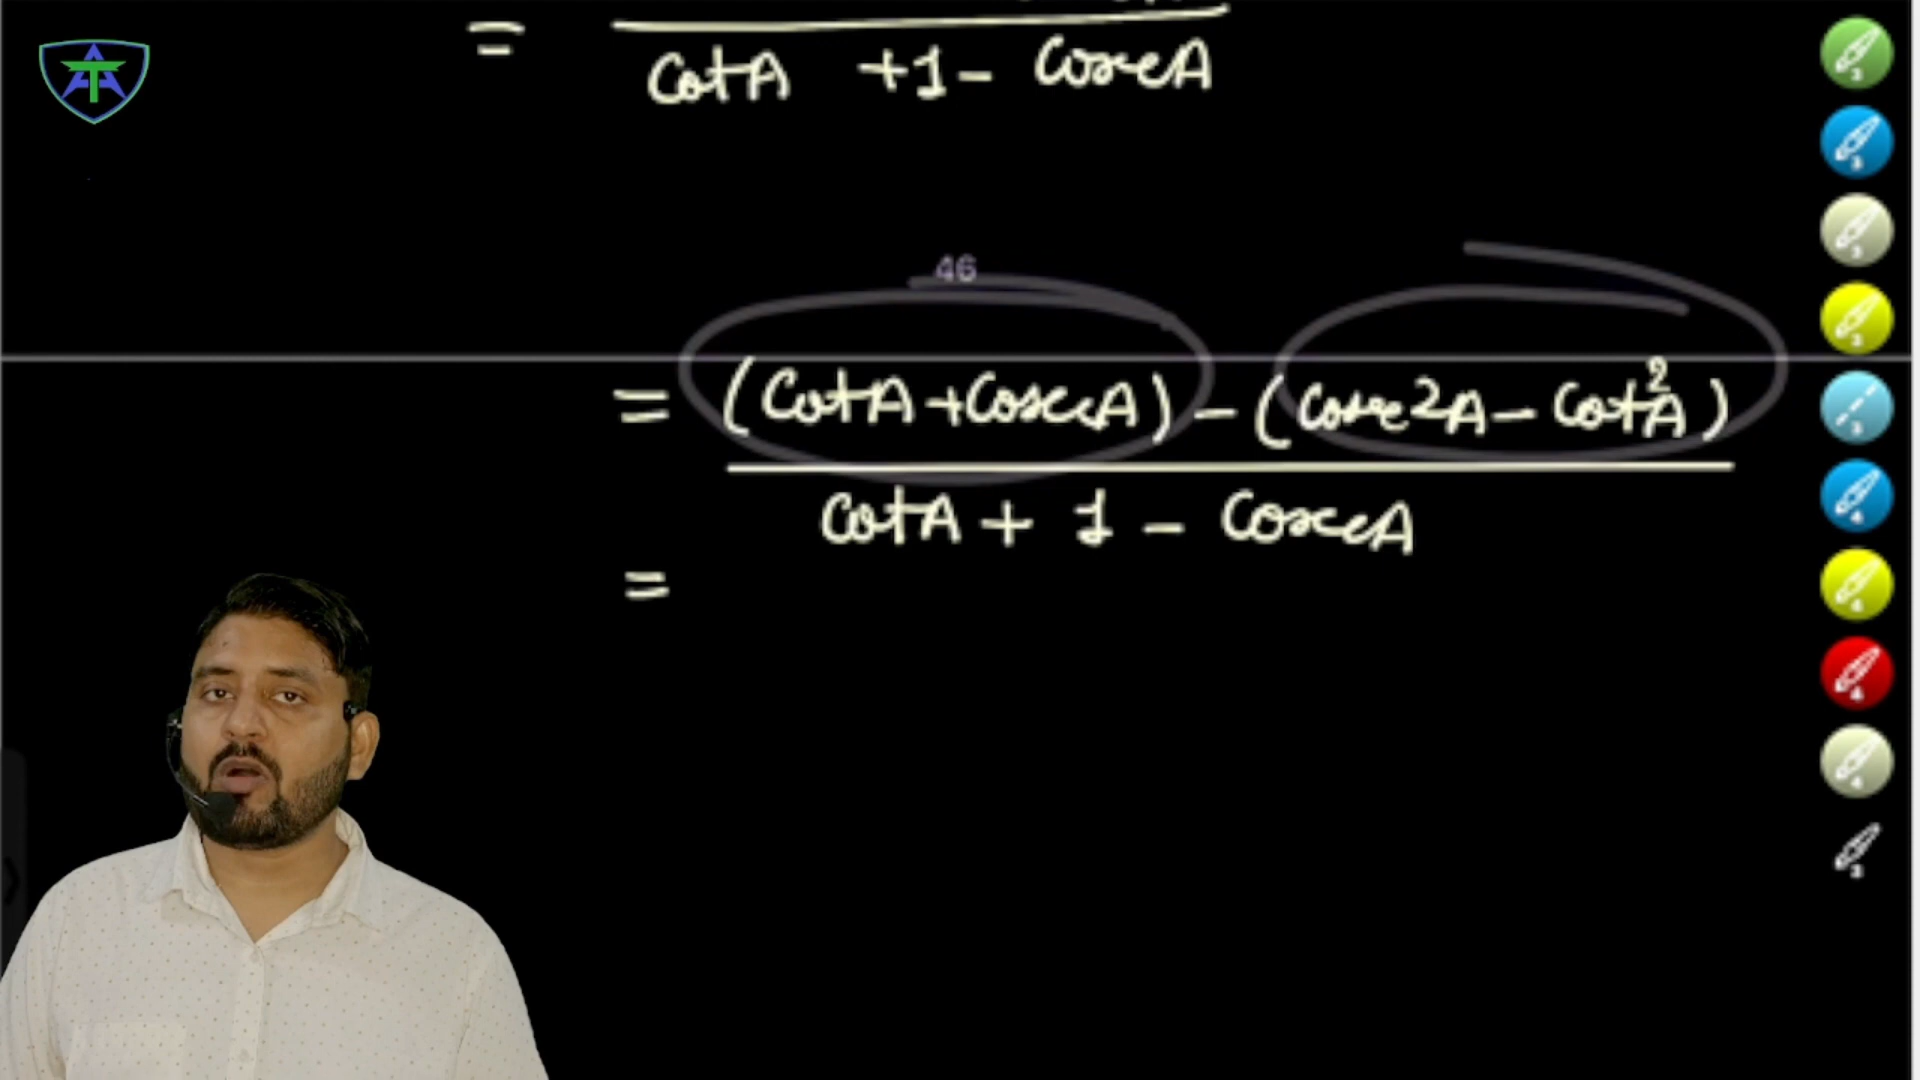 =
cotA +1 - CosecA
46
= (CotA + CosecA) - (Cosec2A - Cot²A)
cotA + 1 - CosecA
=